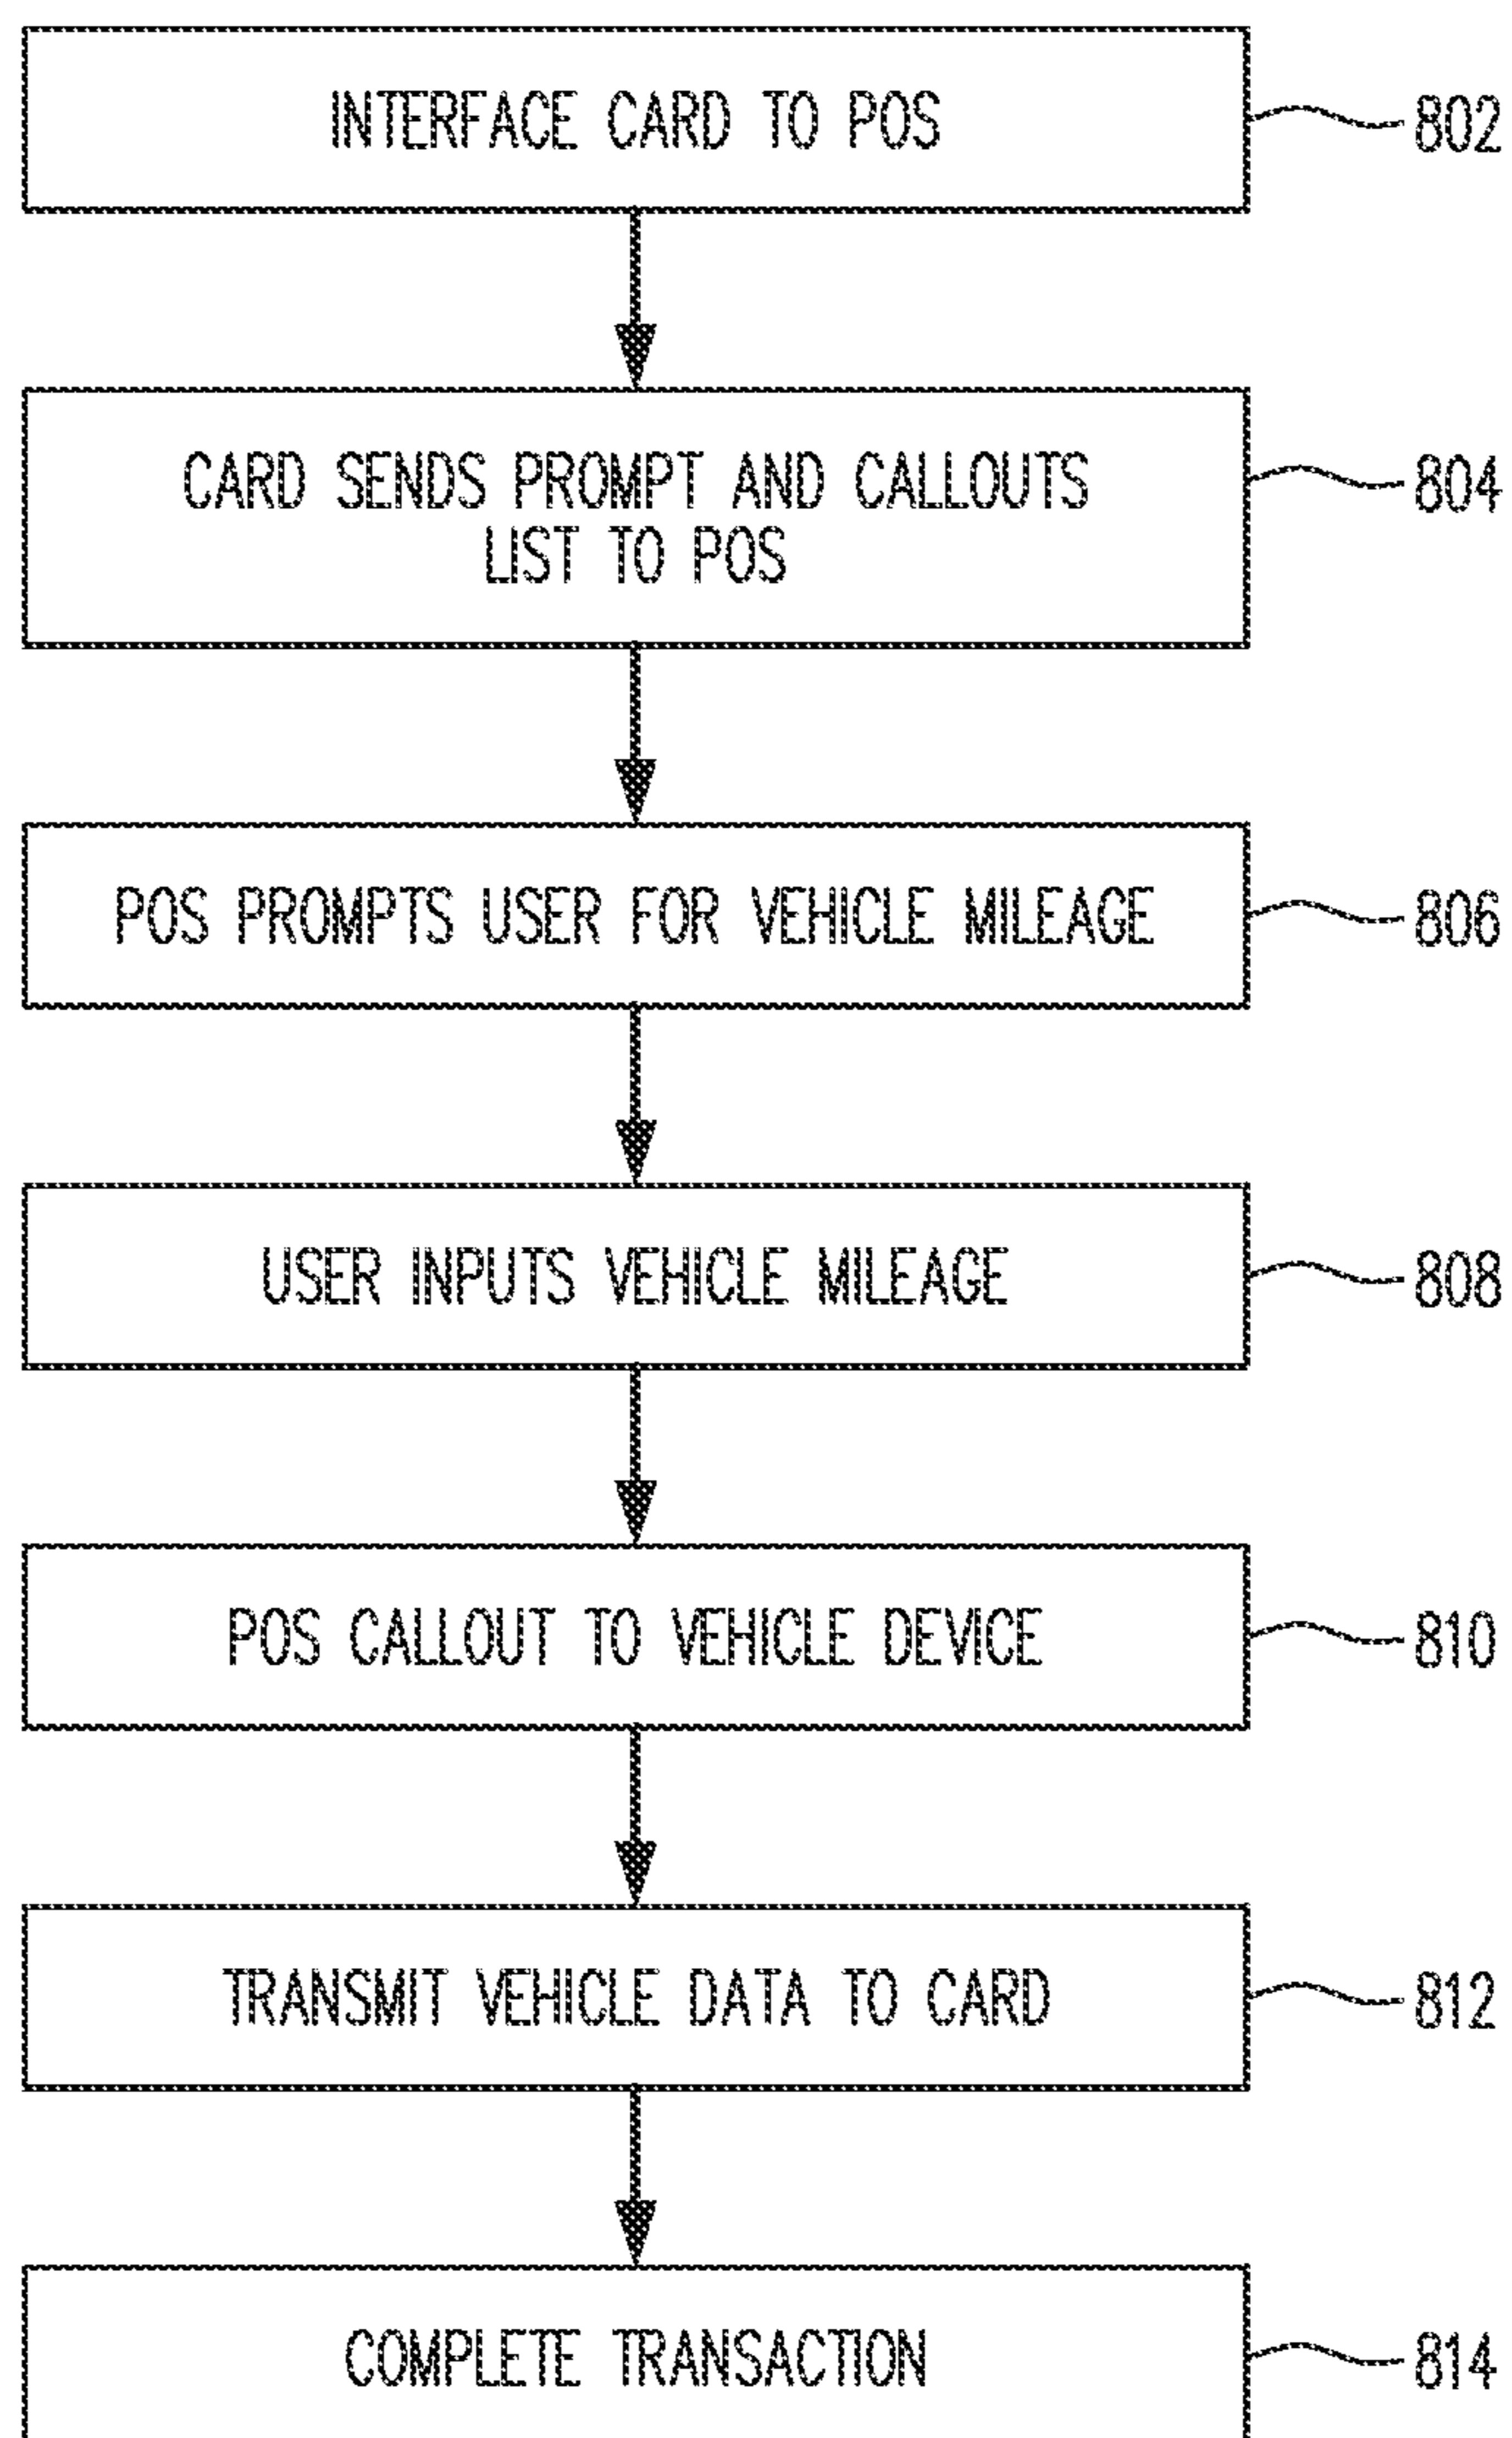 INTERFACE CARD TO POS
802
CARD SENDS PROMPT AND CALLOUTS
LIST TO POS
804
POS PROMPTS USER FOR VEHICLE MILEAGE
806
USER INPUTS VEHICLE MILEAGE
808
POS CALLOUT TO VEHICLE DEVICE
810
TRANSMIT VEHICLE DATA TO CARD
812
COMPLETE TRANSACTION
814